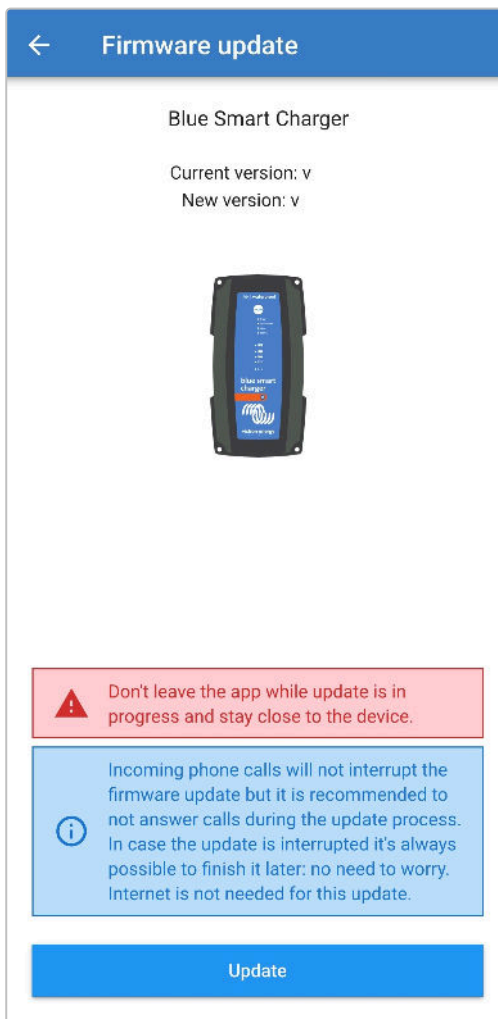 Firmware update
Blue Smart Charger
Current version: v
New version: v
blue smart
charger
victron energy
Don't leave the app while update is in
progress and stay close to the device.
Incoming phone calls will not interrupt the
firmware update but it is recommended to
not answer calls during the update process.
In case the update is interrupted it's always
possible to finish it later: no need to worry.
Internet is not needed for this update.
Update